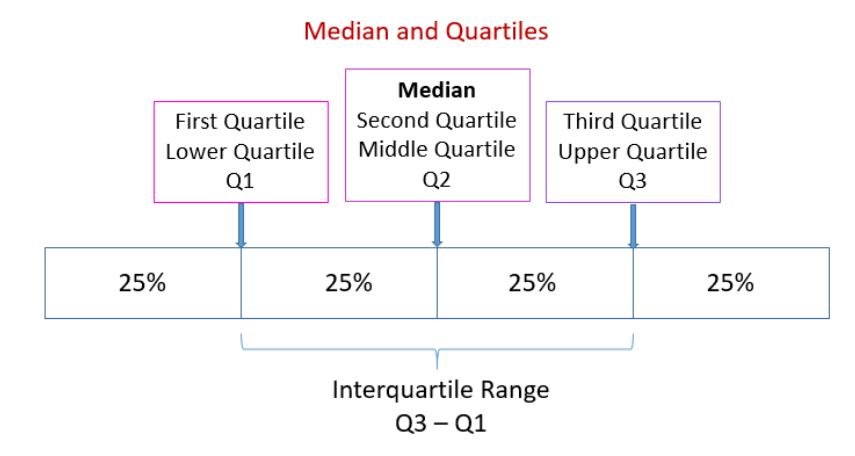 Median and Quartiles
First Quartile
Lower Quartile
Q1
Median
Second Quartile
Middle Quartile
Q2
Third Quartile
Upper Quartile
Q3
25%
25%
25%
25%
Interquartile Range
Q3 – Q1